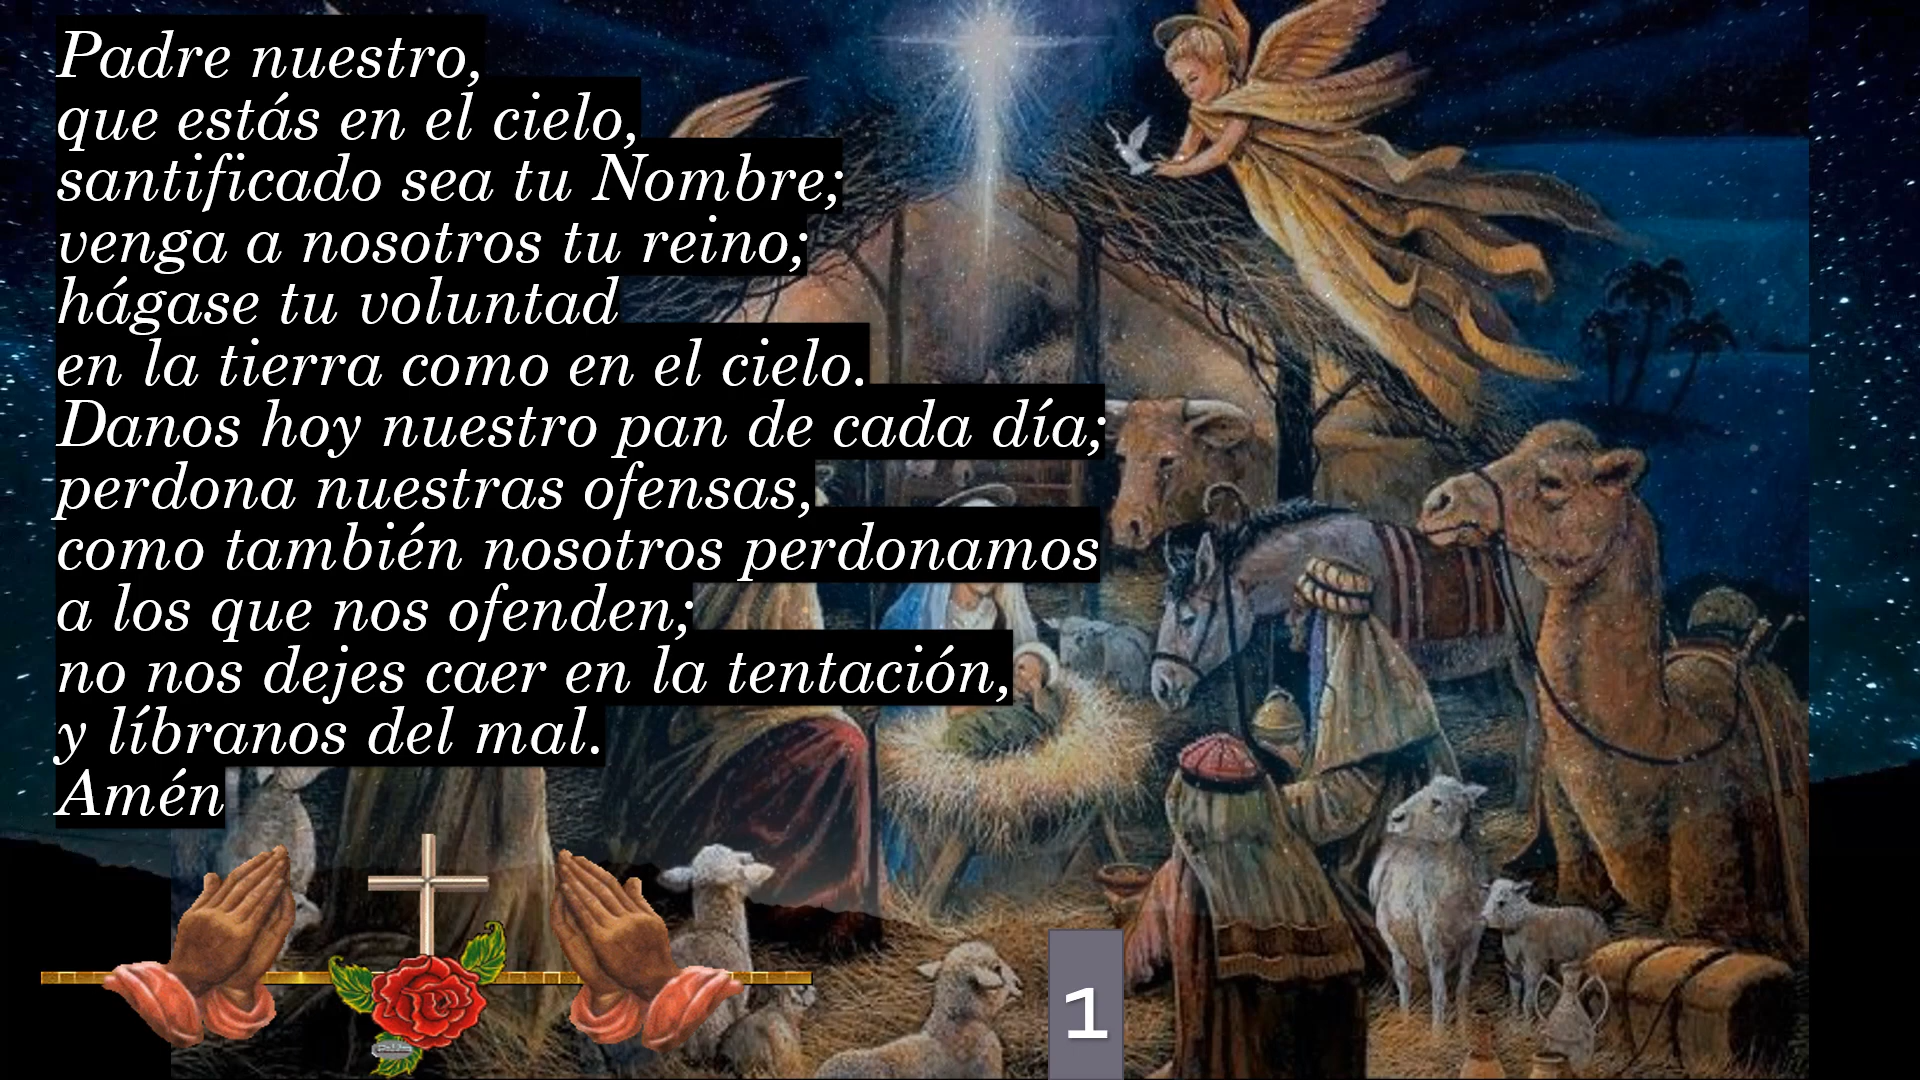 Padre nuestro,
que estás en el cielo,
santificado sea tu Nombre;
venga a nosotros tu reino;
hágase tu voluntad
en la tierra como en el cielo.
Danos hoy nuestro pan de cada día;
perdona nuestras ofensas,
como también nosotros perdonamos
a los que nos ofenden;
no nos dejes caer en la tentación,
y líbranos del mal.
Amén
1